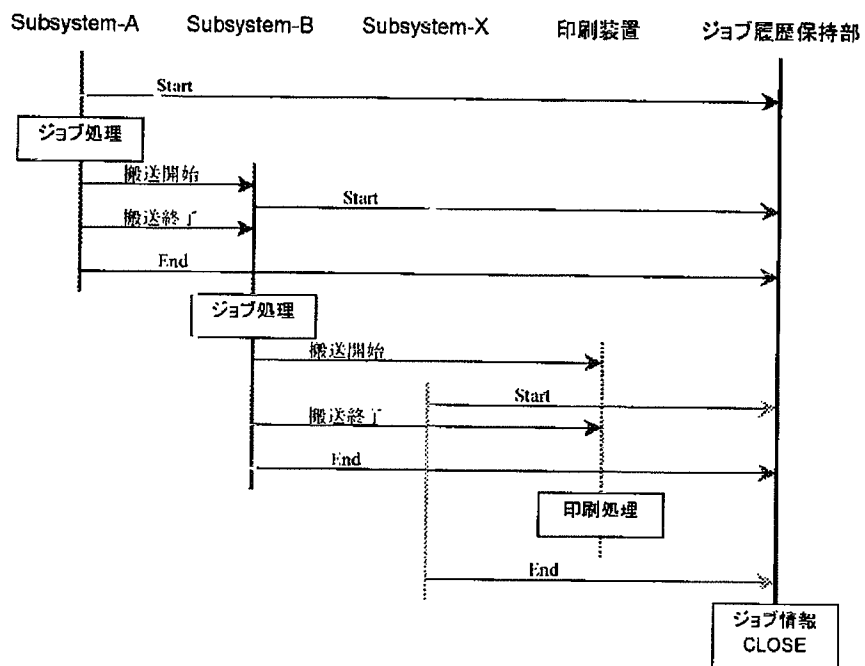 Subsystem-A Subsystem-B Subsystem-X 印刷装置 ジョブ履歴保持部
Start
ジョブ処理
搬送開始
Start
搬送終了
End
ジョブ処理
搬送開始
Start
搬送終了
End
印刷処理
End
ジョブ情報
CLOSE